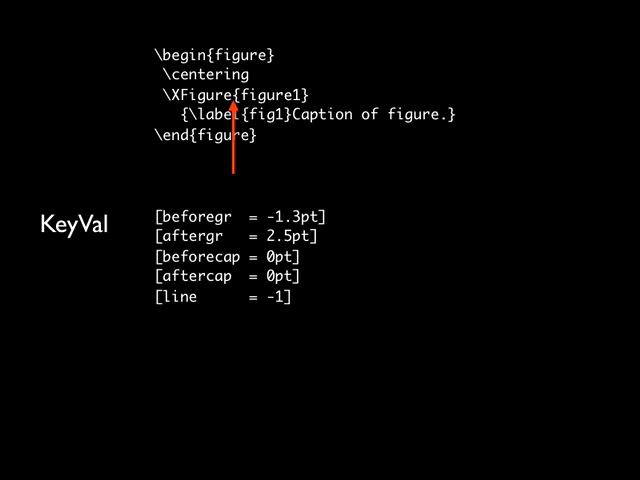 \begin{figure}
\centering
\XFigure{figure1}
{\label{fig1}Caption of figure.}
\end{figure}
KeyVal
[beforegr = -1.3pt]
[aftergr = 2.5pt]
[beforecap = 0pt]
[aftercap = 0pt]
[line = -1]